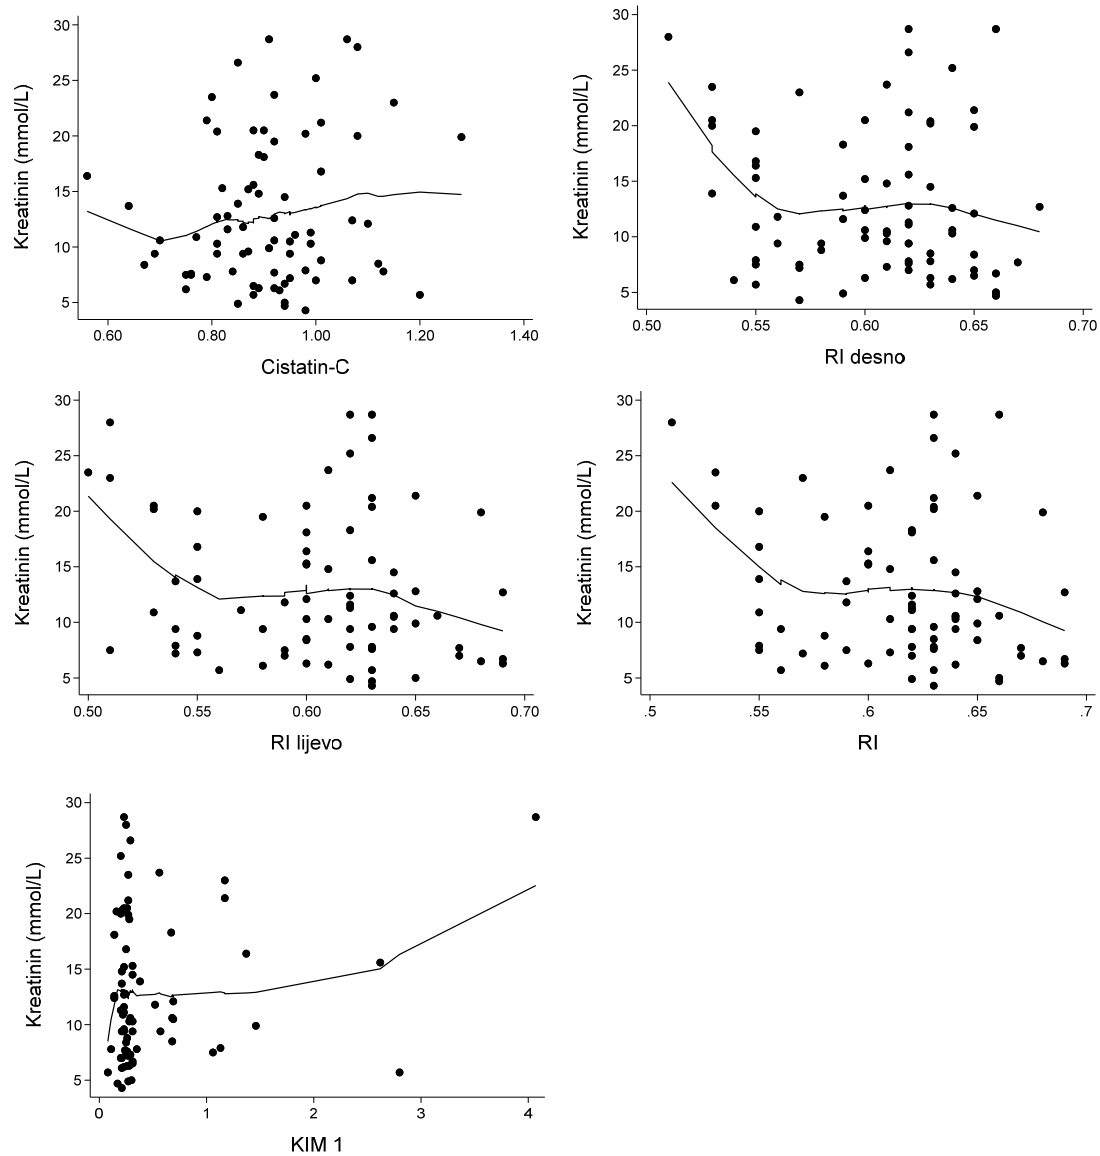 Kreatinin (mmol/L)
30
25
20
15
10
5
0.60 0.80 1.00 1.20 1.40
Cistatin-C
Kreatinin (mmol/L)
30
25
20
15
10
5
0.50 0.55 0.60 0.65 0.70
RI desno
Kreatinin (mmol/L)
30
25
20
15
10
5
0.50 0.55 0.60 0.65 0.70
RI lijevo
Kreatinin (mmol/L)
30
25
20
15
10
5
.5 .55 .6 .65 .7
RI
Kreatinin (mmol/L)
30
25
20
15
10
5
0 1 2 3 4
KIM 1